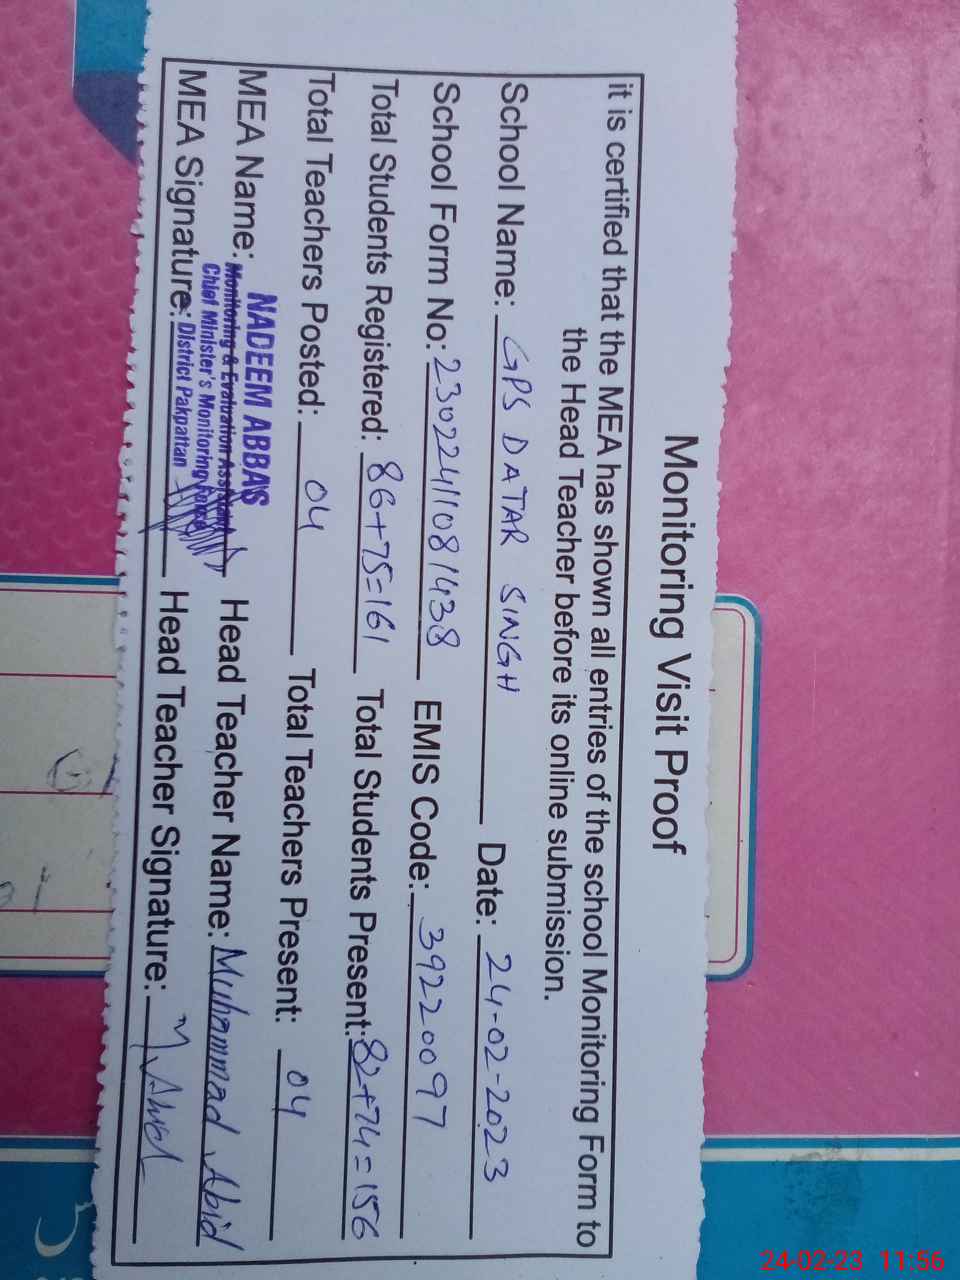 Monitoring Visit Proof
it is certified that the MEA has shown all entries of the school Monitoring Form to
the Head Teacher before its online submission.
School Name: GPS DATAR SINGH Date: 24-02-2023
School Form No: 23022411081438 EMIS Code: 39220097
Total Students Registered: 86+75=161 Total Students Present: 82+74=156
Total Teachers Posted: 04 Total Teachers Present: 04
MEA Name: NADEEM ABBAS Head Teacher Name: Muhammad Abid
Monitoring & Evaluation Assistant
Chief Minister's Monitoring Force
MEA Signature: District Pakpattan Head Teacher Signature: M. Abid
24-02-23 11:56